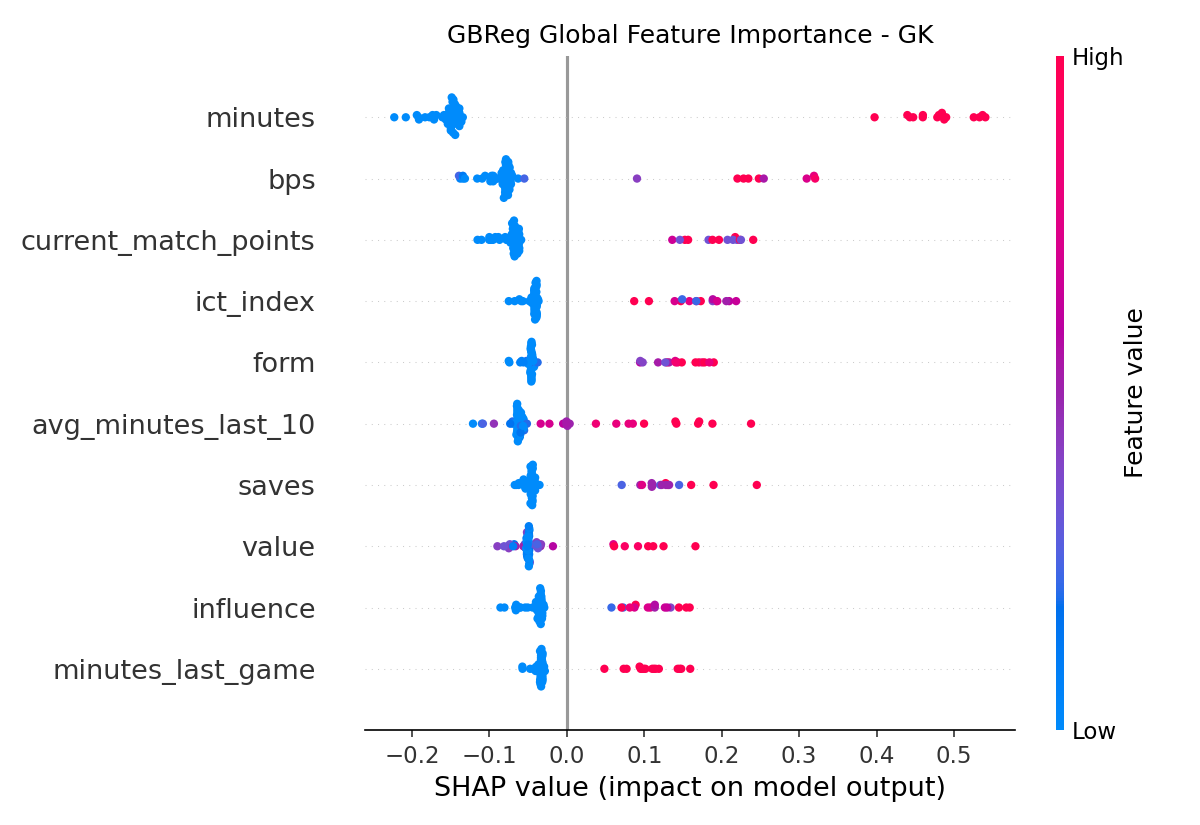 GBReg Global Feature Importance - GK
High
minutes
bps
current_match_points
ict_index
form
avg_minutes_last_10
saves
value
influence
minutes_last_game
Feature value
Low
−0.2 −0.1 0.0 0.1 0.2 0.3 0.4 0.5
SHAP value (impact on model output)